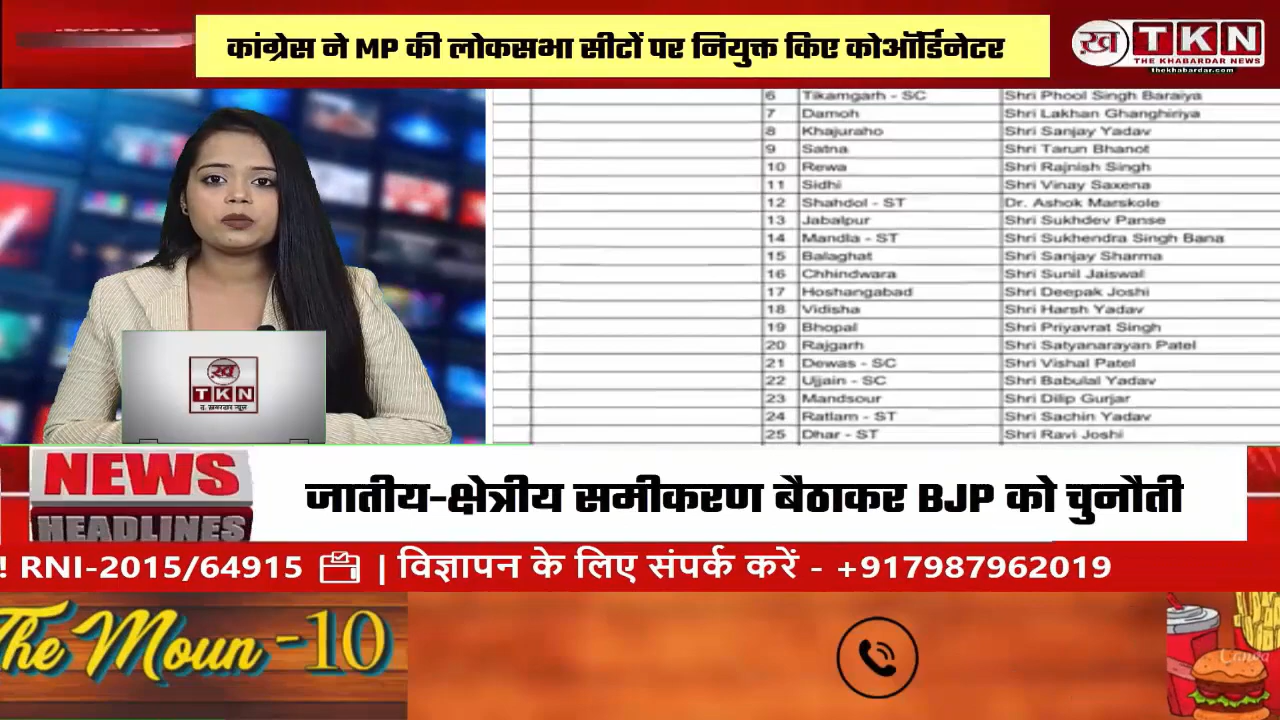 कांग्रेस ने MP की लोकसभा सीटों पर नियुक्त किए कोऑर्डिनेटर
ख़ TKN
THE KHABARDAR NEWS
thekhabardar.com
6 Tikamgarh - SC Shri Phool Singh Baraiya
7 Damoh Shri Lakhan Ghanghiriya
8 Khajuraho Shri Sanjay Yadav
9 Satna Shri Tarun Bhanot
10 Rewa Shri Rajnish Singh
11 Sidhi Shri Vinay Saxena
12 Shahdol - ST Dr. Ashok Marskole
13 Jabalpur Shri Sukhdev Panse
14 Mandla - ST Shri Sukhendra Singh Bana
15 Balaghat Shri Sanjay Sharma
16 Chhindwara Shri Sunil Jaiswal
17 Hoshangabad Shri Deepak Joshi
18 Vidisha Shri Harsh Yadav
19 Bhopal Shri Priyavrat Singh
20 Rajgarh Shri Satyanarayan Patel
21 Dewas - SC Shri Vishal Patel
22 Ujjain - SC Shri Babulal Yadav
23 Mandsour Shri Dilip Gurjar
24 Ratlam - ST Shri Sachin Yadav
25 Dhar - ST Shri Ravi Joshi
ख़
TKN
द खबरदार न्यूज़
NEWS
HEADLINES
जातीय-क्षेत्रीय समीकरण बैठाकर BJP को चुनौती
! RNI-2015/64915 | विज्ञापन के लिए संपर्क करें - +917987962019
The Moun -10
Canva